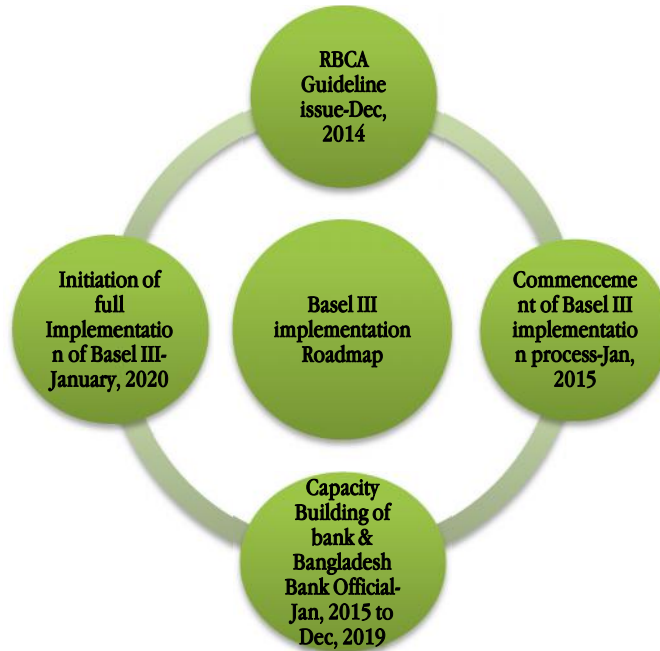 RBCA
Guideline
issue-Dec,
2014
Commenceme
nt of Basel III
implementatio
n process-Jan,
2015
Capacity
Building of
bank &
Bangladesh
Bank Official-
Jan, 2015 to
Dec, 2019
Initiation of
full
Implementatio
n of Basel III-
January, 2020
Basel III
implementation
Roadmap